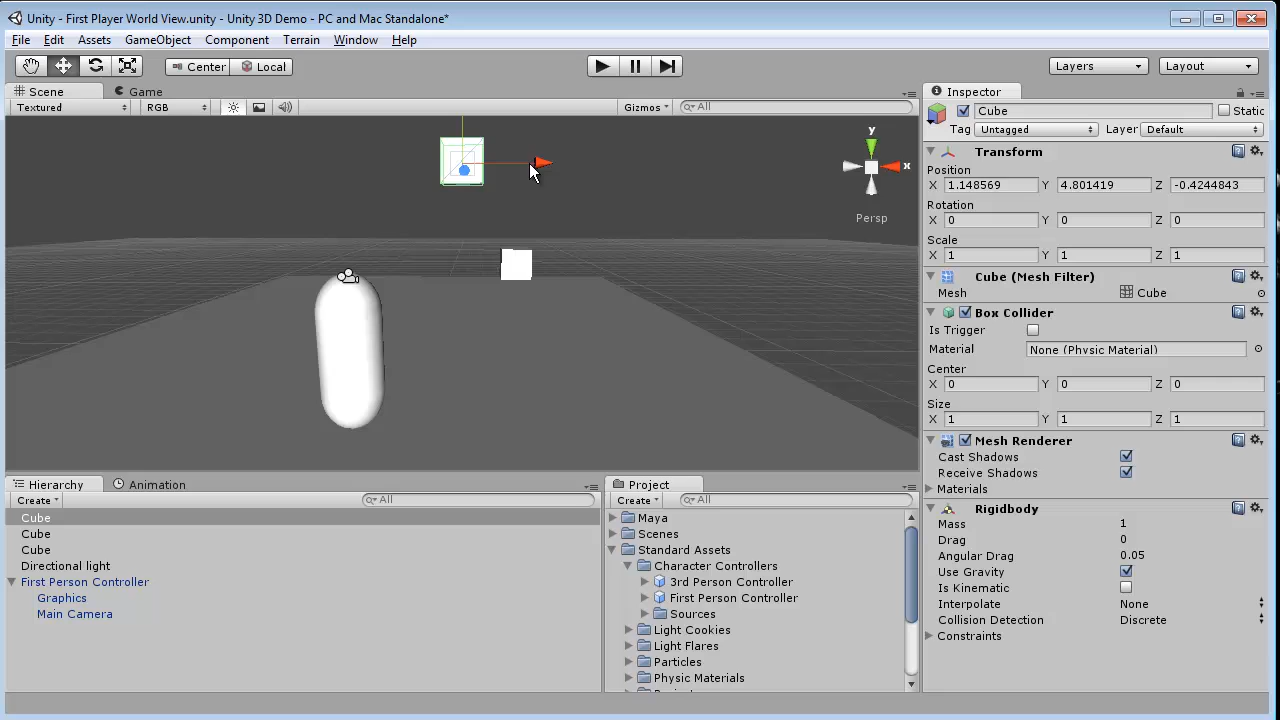 Unity - First Player World View.unity - Unity 3D Demo - PC and Mac Standalone*
File Edit Assets GameObject Component Terrain Window Help
Center Local Layers Layout
Scene Game
Textured RGB Gizmos All
y
x
Persp
Inspector
Cube Static
Tag Untagged Layer Default
Transform
Position
X 1.148569 Y 4.801419 Z -0.4244843
Rotation
X 0 Y 0 Z 0
Scale
X 1 Y 1 Z 1
Cube (Mesh Filter)
Mesh Cube
Box Collider
Is Trigger
Material None (Physic Material)
Center
X 0 Y 0 Z 0
Size
X 1 Y 1 Z 1
Mesh Renderer
Cast Shadows
Receive Shadows
Materials
Rigidbody
Mass 1
Drag 0
Angular Drag 0.05
Use Gravity
Is Kinematic
Interpolate None
Collision Detection Discrete
Constraints
Hierarchy Animation
Create All
Cube
Cube
Cube
Directional light
First Person Controller
Graphics
Main Camera
Project
Create All
Maya
Scenes
Standard Assets
Character Controllers
3rd Person Controller
First Person Controller
Sources
Light Cookies
Light Flares
Particles
Physic Materials